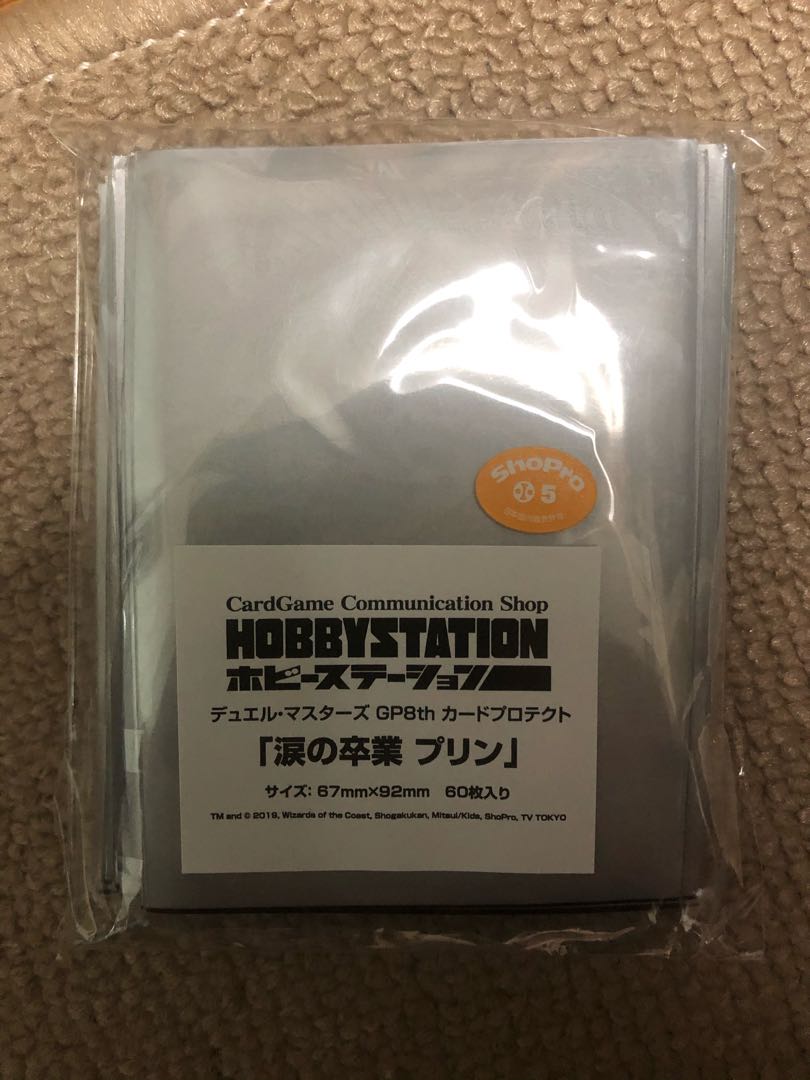 ShoPro
小 5
CardGame Communication Shop
HOBBYSTATION
ホビーステーション
デュエル・マスターズ GP8th カードプロテクト
「涙の卒業 プリン」
サイズ: 67mm×92mm 60枚入り
TM and © 2019, Wizards of the Coast, Shogakukan, Mitsui/Kids, ShoPro, TV TOKYO